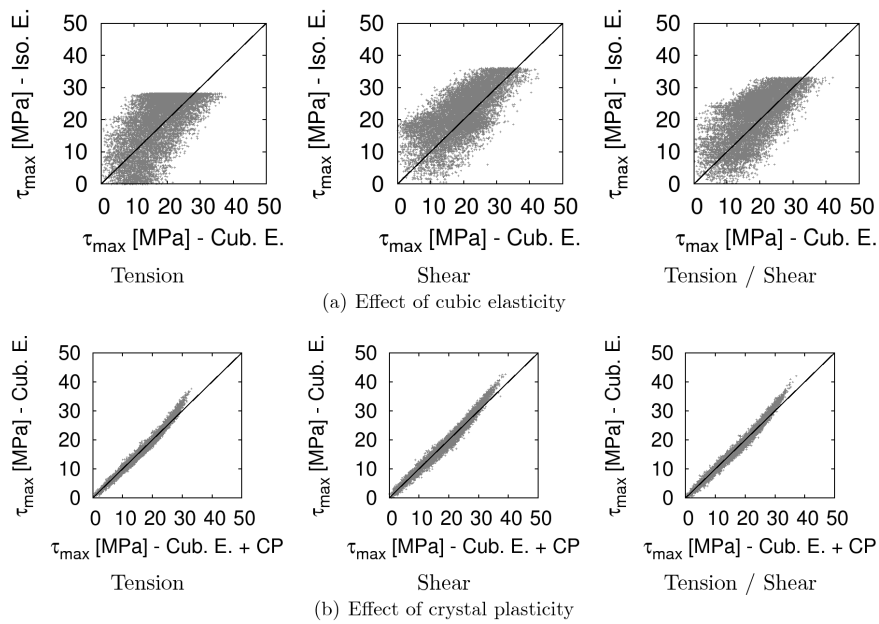 τmax [MPa] - Iso. E.
50
40
30
20
10
0
0 10 20 30 40 50
τmax [MPa] - Cub. E.
Tension
τmax [MPa] - Iso. E.
50
40
30
20
10
0
0 10 20 30 40 50
τmax [MPa] - Cub. E.
Shear
τmax [MPa] - Iso. E.
50
40
30
20
10
0
0 10 20 30 40 50
τmax [MPa] - Cub. E.
Tension / Shear
(a) Effect of cubic elasticity
τmax [MPa] - Cub. E.
50
40
30
20
10
0
0 10 20 30 40 50
τmax [MPa] - Cub. E. + CP
Tension
τmax [MPa] - Cub. E.
50
40
30
20
10
0
0 10 20 30 40 50
τmax [MPa] - Cub. E. + CP
Shear
τmax [MPa] - Cub. E.
50
40
30
20
10
0
0 10 20 30 40 50
τmax [MPa] - Cub. E. + CP
Tension / Shear
(b) Effect of crystal plasticity